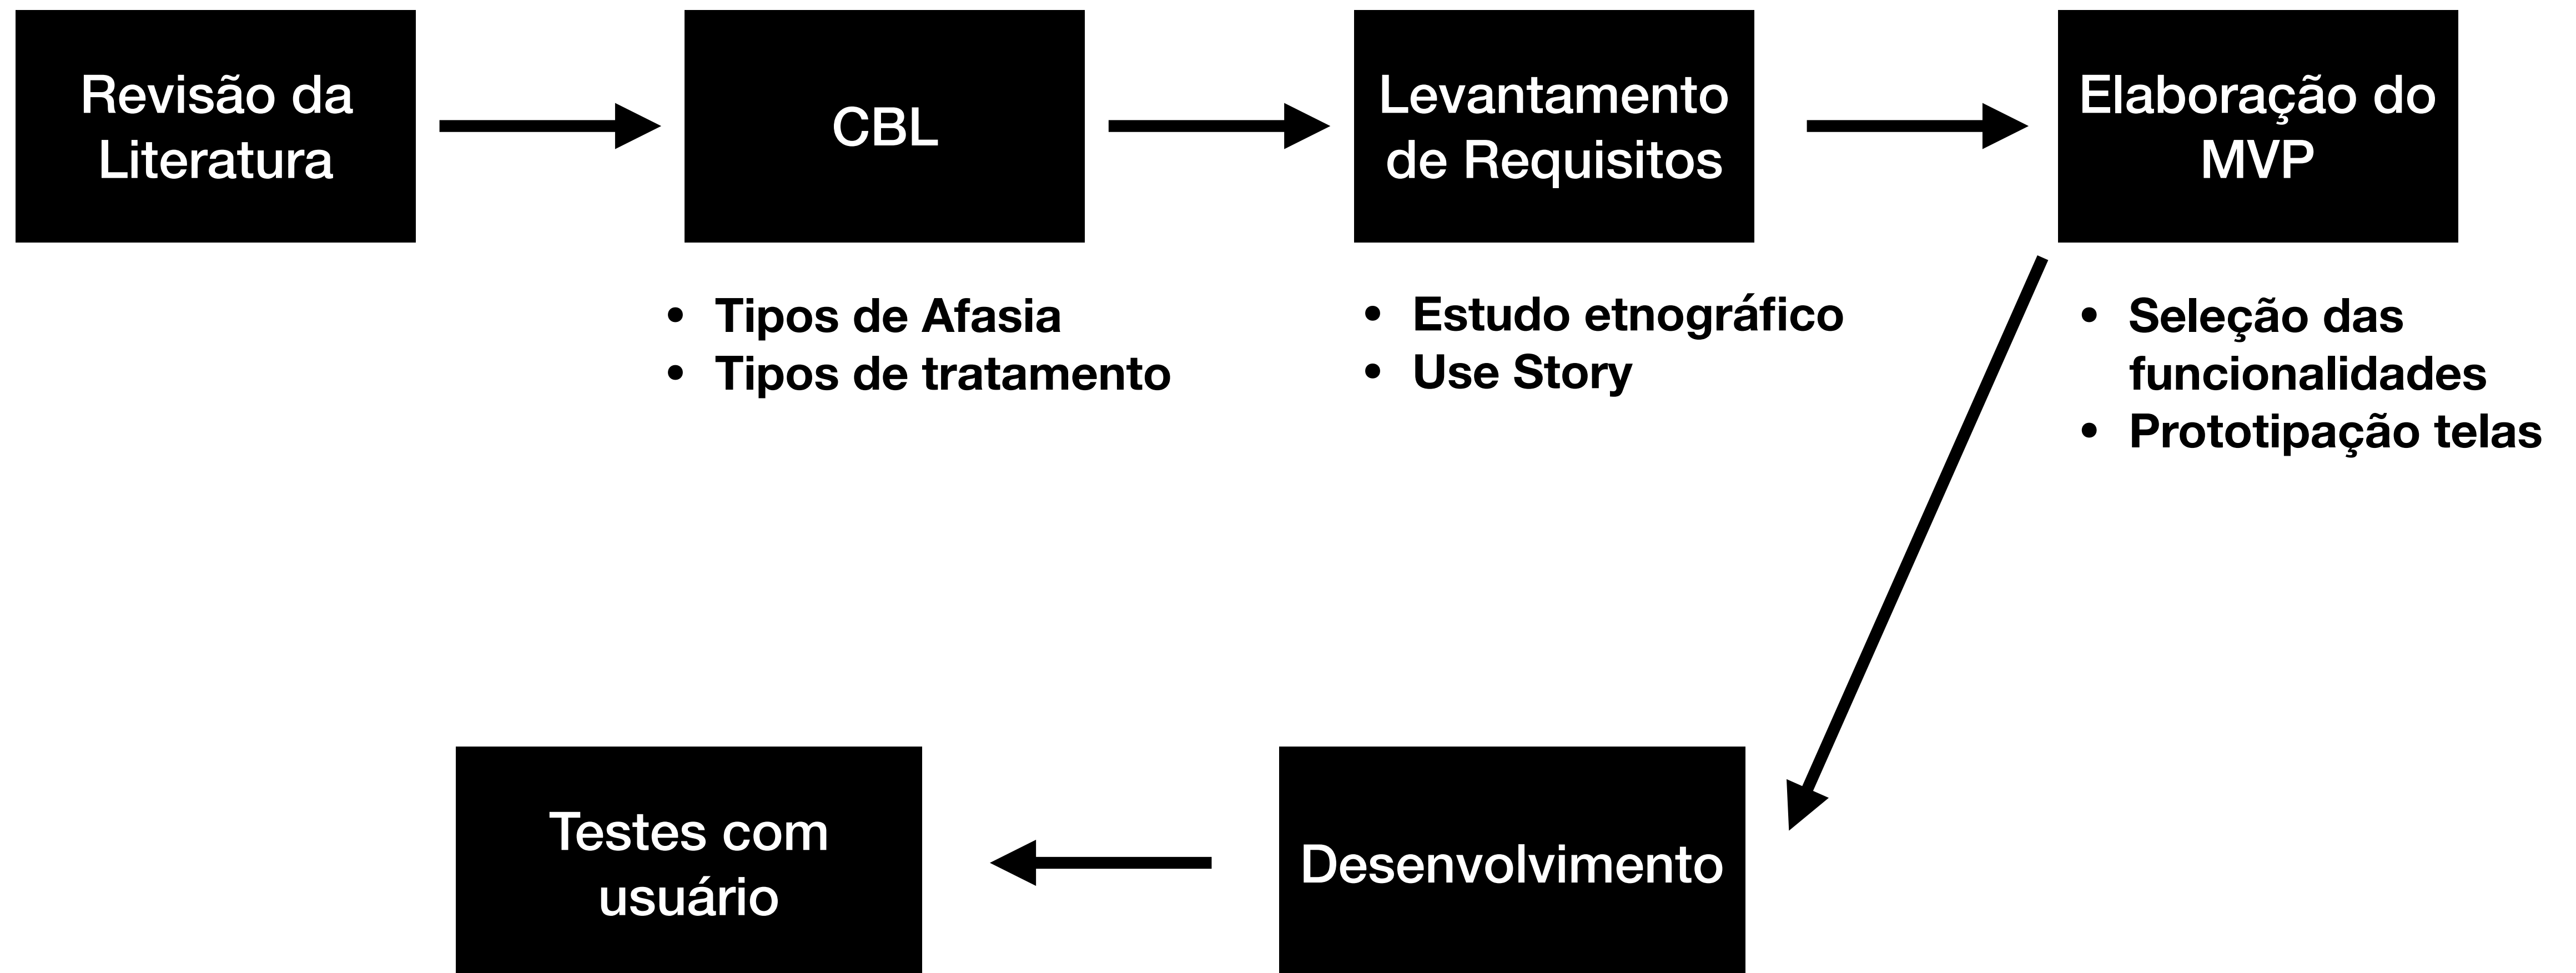 Revisão da
Literatura
CBL
Levantamento
de Requisitos
Elaboração do
MVP
• Tipos de Afasia
• Tipos de tratamento
• Estudo etnográfico
• Use Story
• Seleção das
funcionalidades
• Prototipação telas
Testes com
usuário
Desenvolvimento